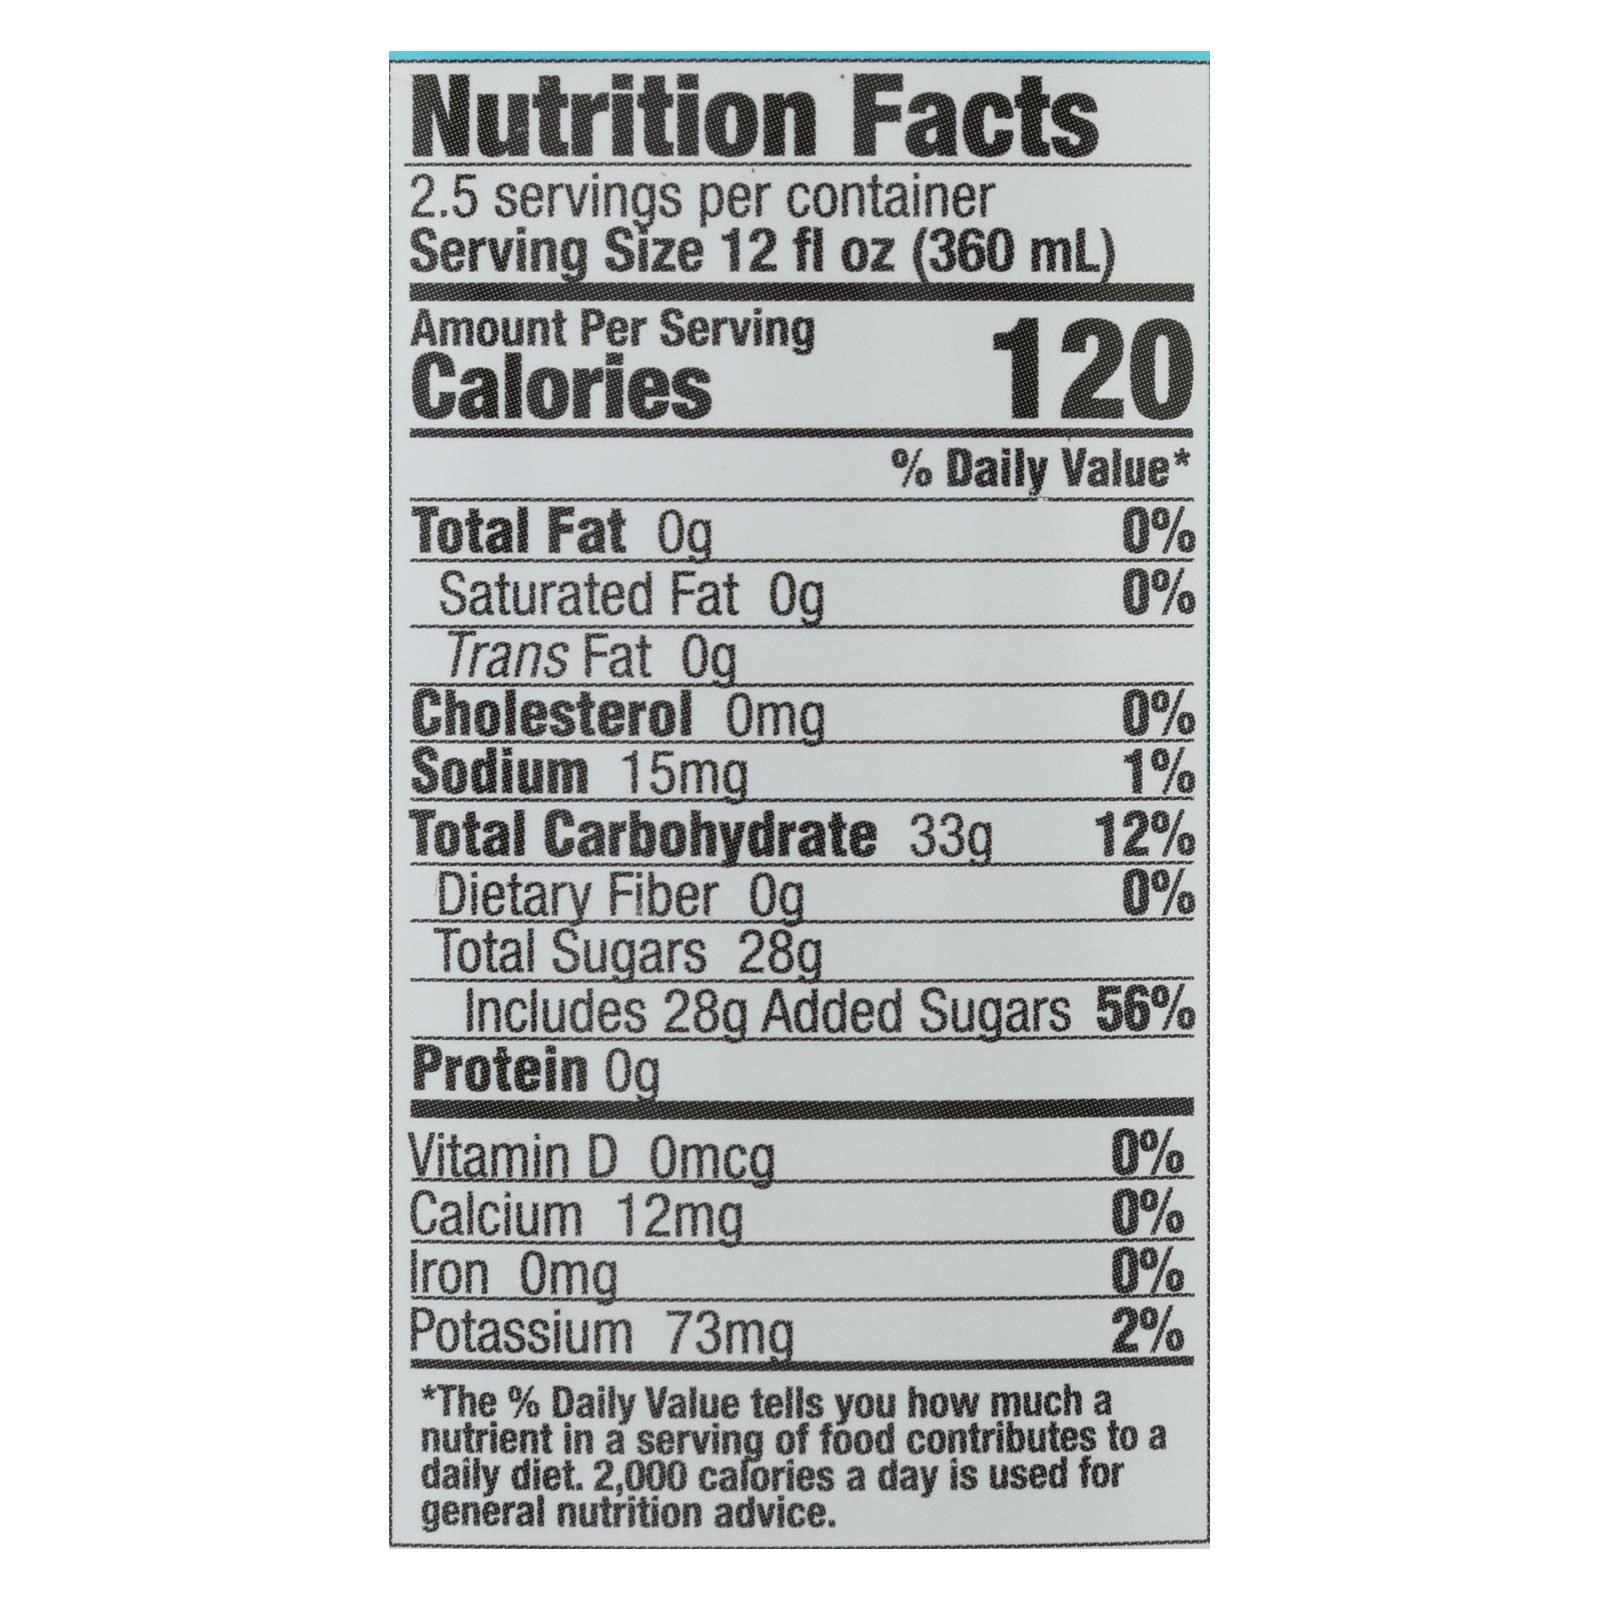 Nutrition Facts
2.5 servings per container
Serving Size 12 fl oz (360 mL)
Amount Per Serving
Calories 120
% Daily Value*
Total Fat 0g 0%
Saturated Fat 0g 0%
Trans Fat 0g
Cholesterol 0mg 0%
Sodium 15mg 1%
Total Carbohydrate 33g 12%
Dietary Fiber 0g 0%
Total Sugars 28g
Includes 28g Added Sugars 56%
Protein 0g
Vitamin D 0mcg 0%
Calcium 12mg 0%
Iron 0mg 0%
Potassium 73mg 2%
*The % Daily Value tells you how much a
nutrient in a serving of food contributes to a
daily diet. 2,000 calories a day is used for
general nutrition advice.